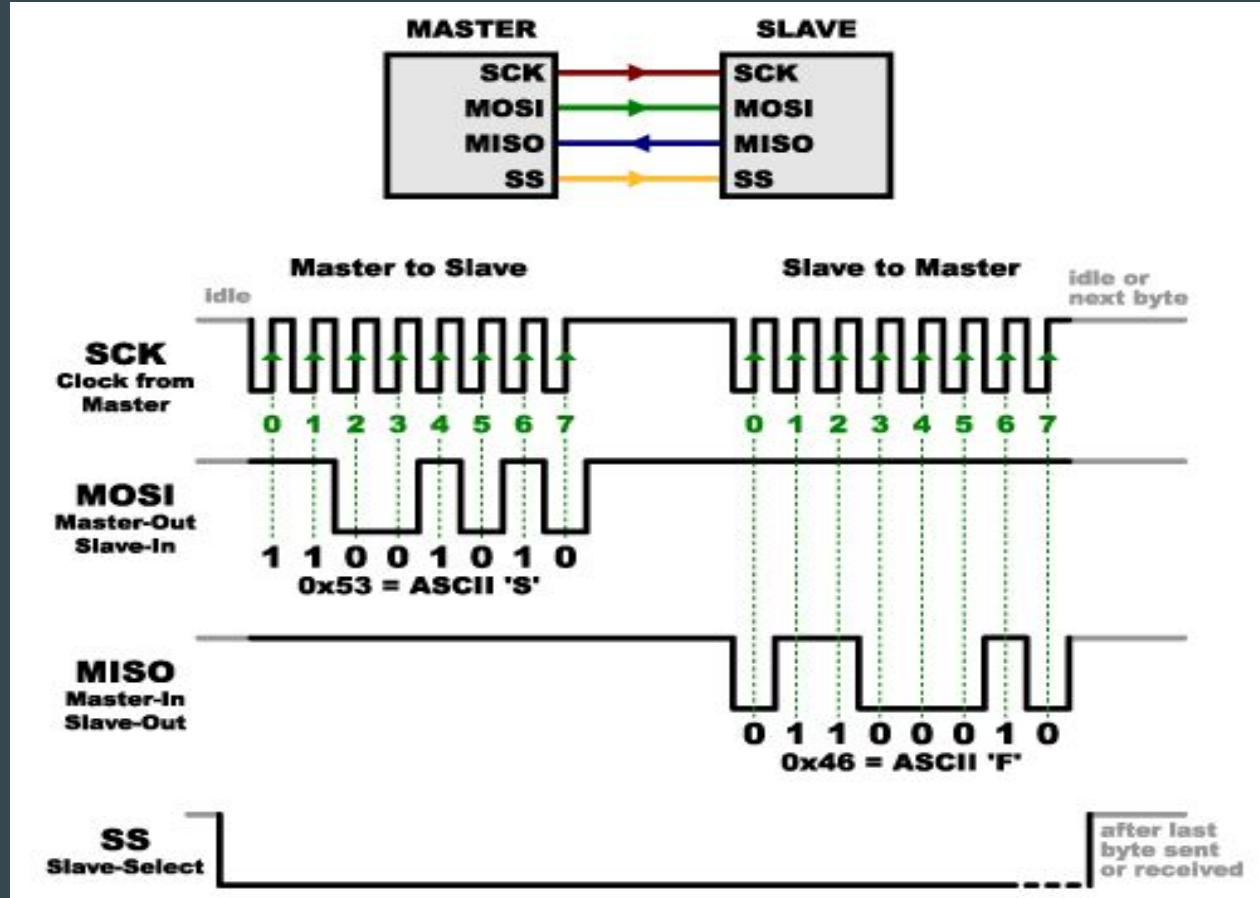 MASTER SLAVE
SCK SCK
MOSI MOSI
MISO MISO
SS SS
Master to Slave Slave to Master
idle
idle or
next byte
SCK
Clock from
Master
0 1 2 3 4 5 6 7 0 1 2 3 4 5 6 7
MOSI
Master-Out
Slave-In
1 1 0 0 1 0 1 0
0x53 = ASCII 'S'
MISO
Master-In
Slave-Out
0 1 1 0 0 0 1 0
0x46 = ASCII 'F'
SS
Slave-Select
after last
byte sent
or received